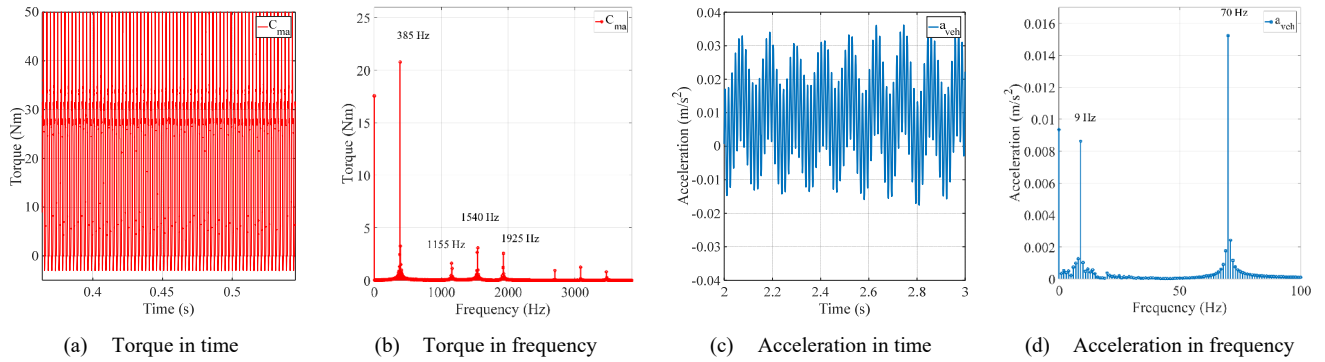 50
40
30
20
10
0
Torque (Nm)
C_ma
0.4
0.45
0.5
Time (s)
(a) Torque in time
25
20
15
10
5
0
Torque (Nm)
385 Hz
1155 Hz
1540 Hz
1925 Hz
C_ma
0
1000
2000
3000
Frequency (Hz)
(b) Torque in frequency
0.04
0.03
0.02
0.01
0
-0.01
-0.02
-0.03
-0.04
Acceleration (m/s²)
a_veh
2
2.2
2.4
2.6
2.8
3
Time (s)
(c) Acceleration in time
0.016
0.014
0.012
0.01
0.008
0.006
0.004
0.002
0
Acceleration (m/s²)
70 Hz
9 Hz
a_veh
0
50
100
Frequency (Hz)
(d) Acceleration in frequency